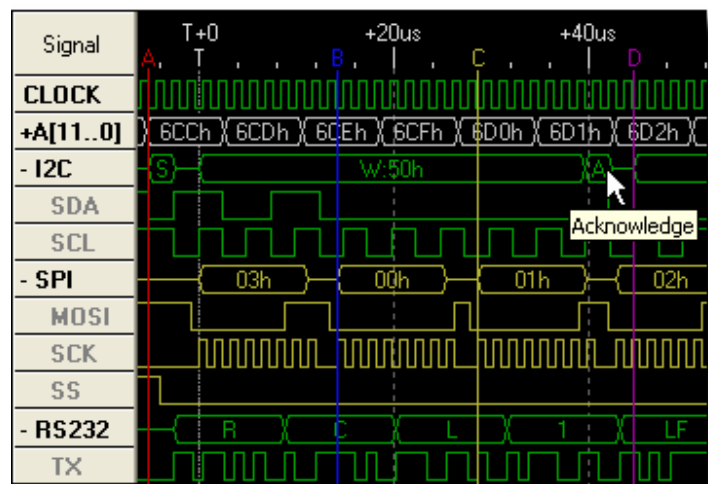 Signal T+0 +20us +40us
A T B C D
CLOCK
+A[11..0] 6CCh 6CDh 6CEh 6CFh 6D0h 6D1h 6D2h
- I2C S W:50h A
SDA
SCL Acknowledge
- SPI 03h 00h 01h 02h
MOSI
SCK
SS
- RS232 R C L 1 LF
TX